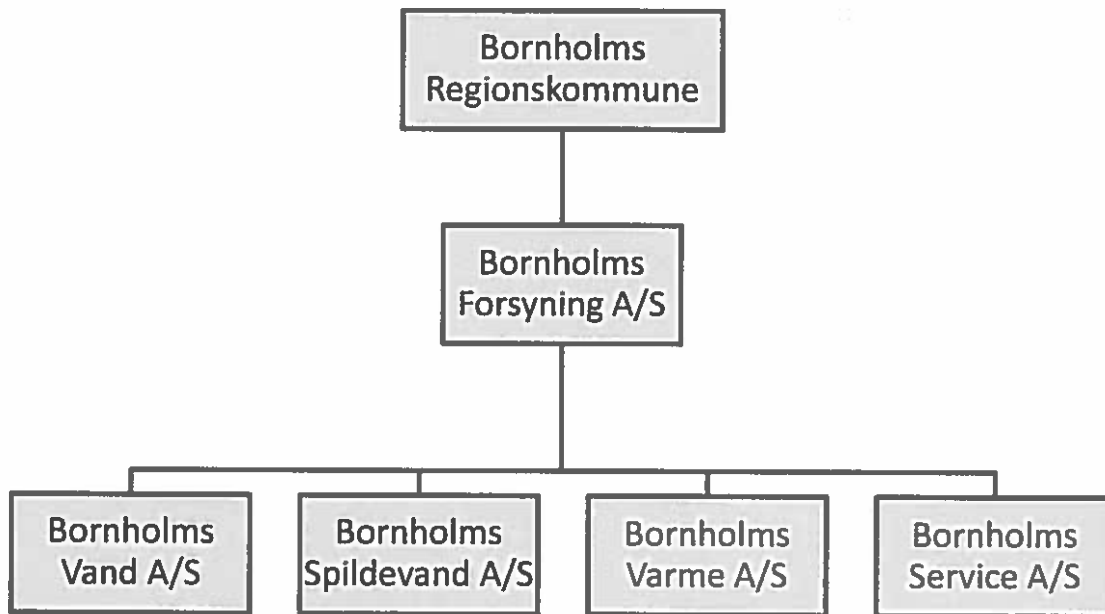 Bornholms
Regionskommune
Bornholms
Forsyning A/S
Bornholms
Vand A/S
Bornholms
Spildevand A/S
Bornholms
Varme A/S
Bornholms
Service A/S